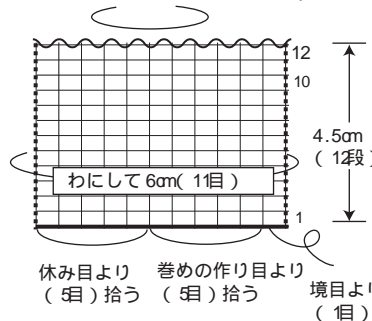 12
10
4.5cm
(12段)
わにして6cm(11目)
1
休み目より
(5目)拾う
巻めの作り目より
(5目)拾う
境目より
(1目)